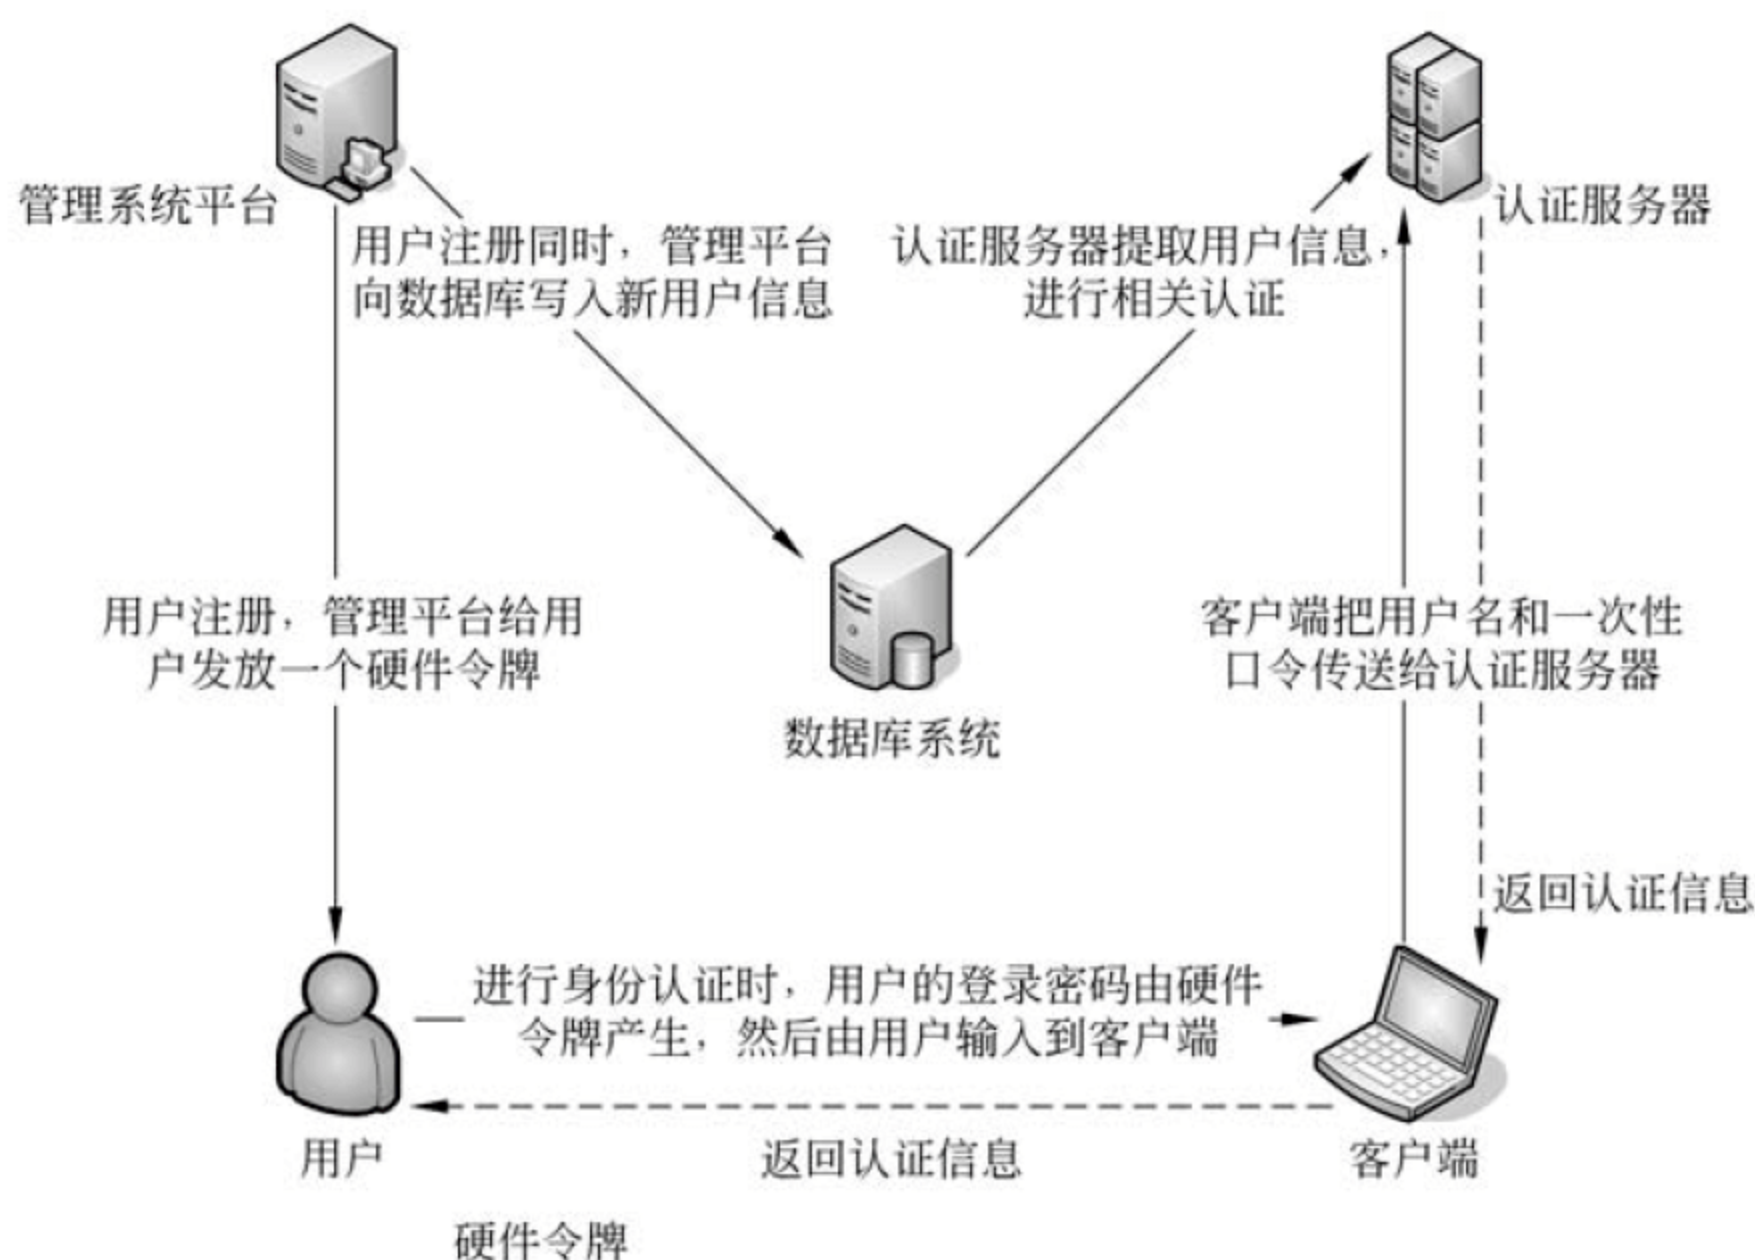 管理系统平台
认证服务器
用户注册同时，管理平台
向数据库写入新用户信息
认证服务器提取用户信息，
进行相关认证
用户注册，管理平台给用
户发放一个硬件令牌
客户端把用户名和一次性
口令传送给认证服务器
数据库系统
返回认证信息
进行身份认证时，用户的登录密码由硬件
令牌产生，然后由用户输入到客户端
用户
返回认证信息
客户端
硬件令牌